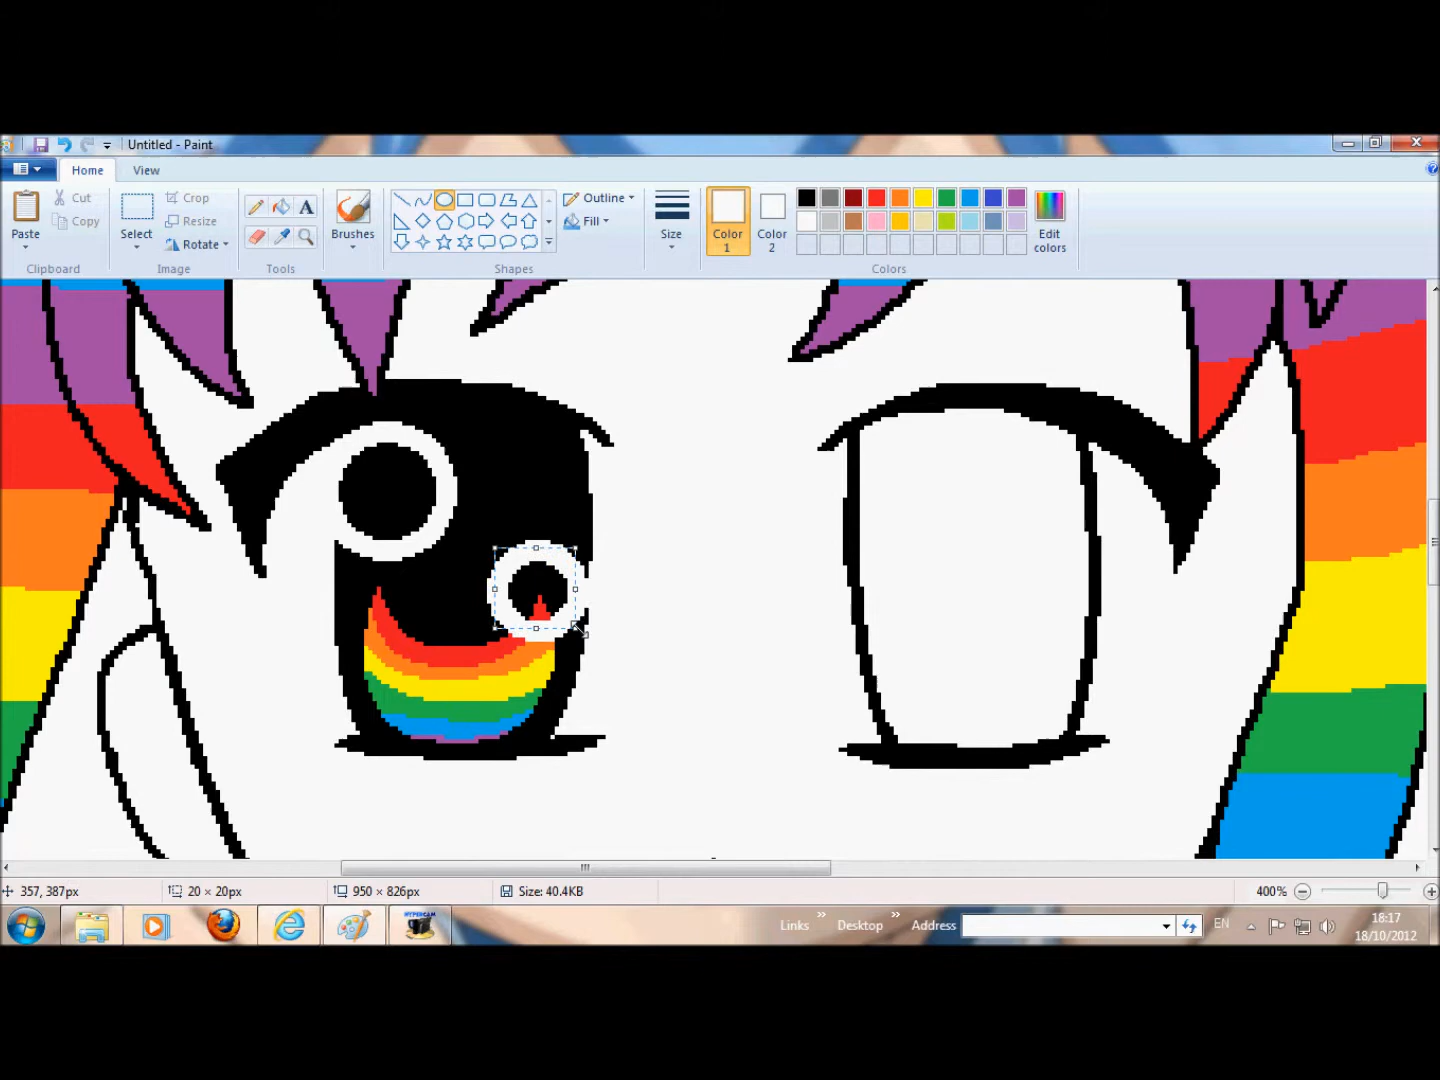 Untitled - Paint
Home View
Cut
Copy
Paste
Clipboard
Select
Crop
Resize
Rotate
Image
A
Tools
Brushes
Outline
Fill
Shapes
Size
Color 1
Color 2
Edit colors
Colors
357, 387px
20 × 20px
950 × 826px
Size: 40.4KB
400%
HYPERCAM
Links » Desktop » Address
EN
18:17
18/10/2012